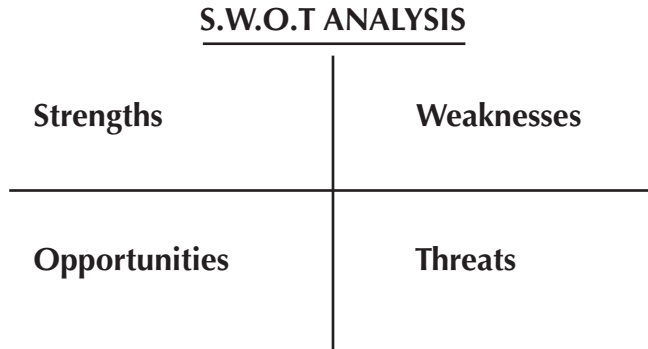 S.W.O.T ANALYSIS
Strengths
Weaknesses
Opportunities
Threats